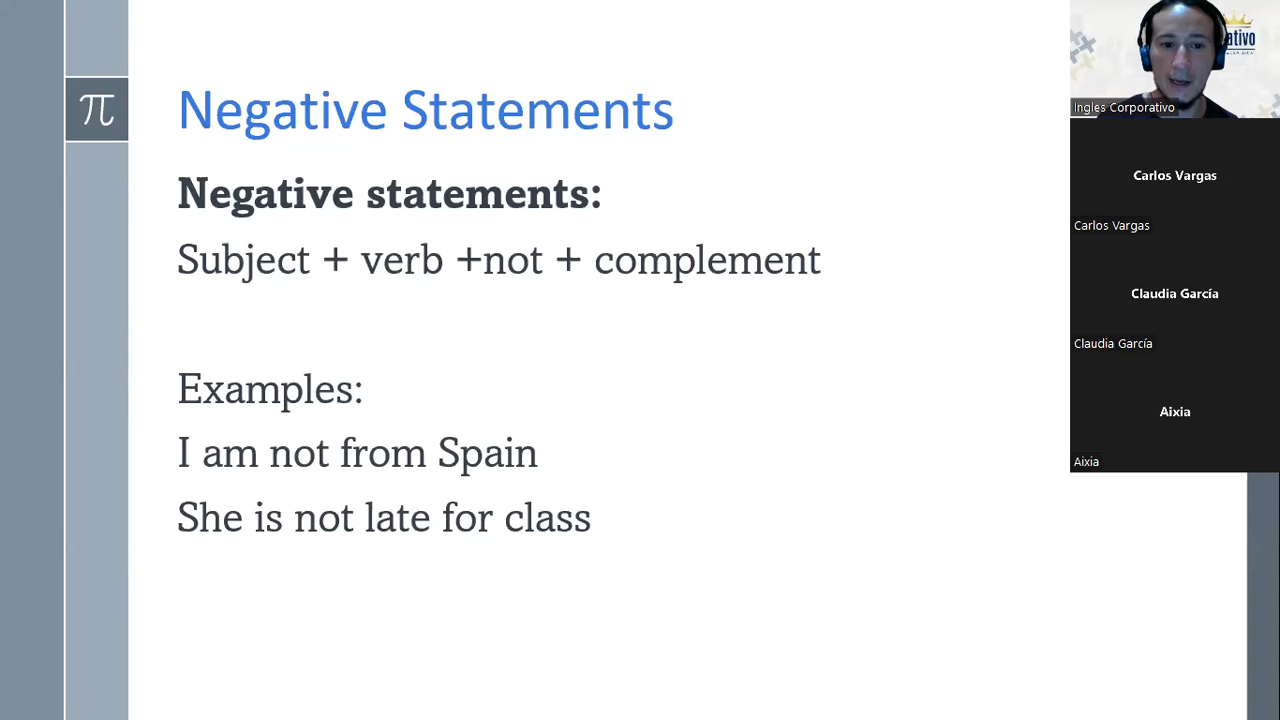 π
Negative Statements
Negative statements:
Subject + verb +not + complement
Examples:
I am not from Spain
She is not late for class
Ingles Corporativo
Carlos Vargas
Carlos Vargas
Claudia García
Claudia García
Aixia
Aixia